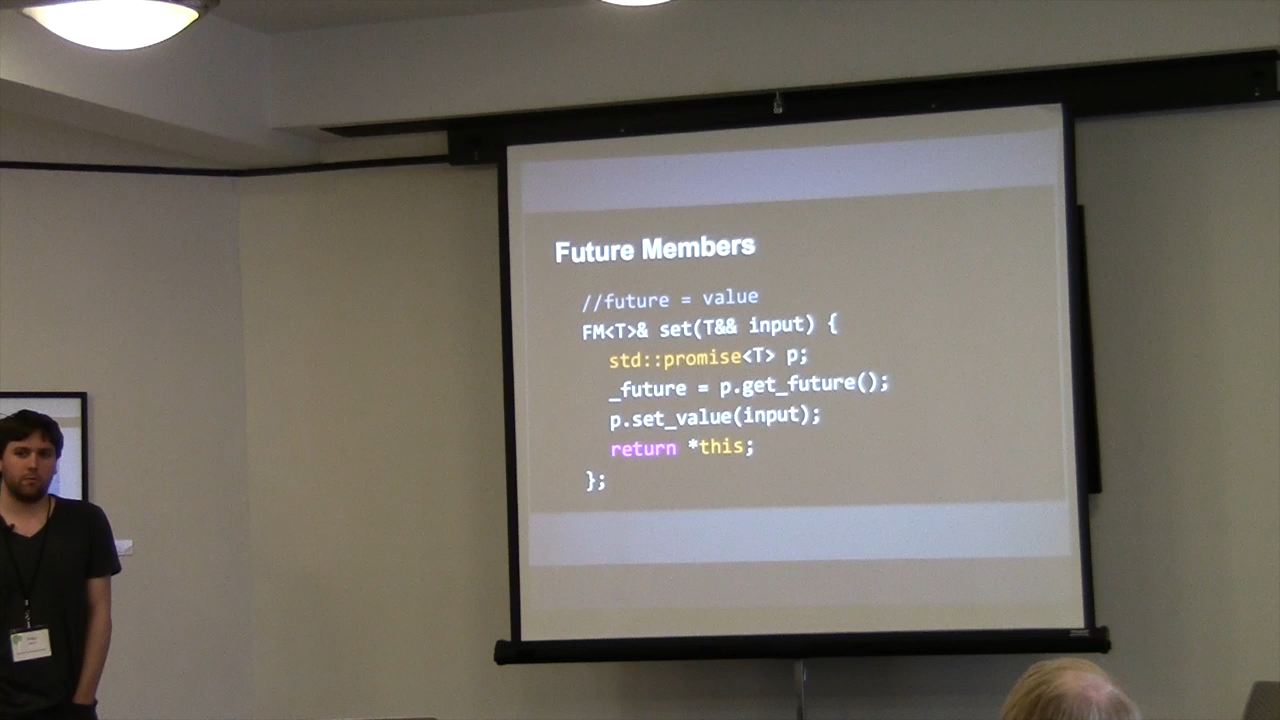 Future Members
//future = value
FM<T>& set(T&& input) {
std::promise<T> p;
_future = p.get_future();
p.set_value(input);
return *this;
};